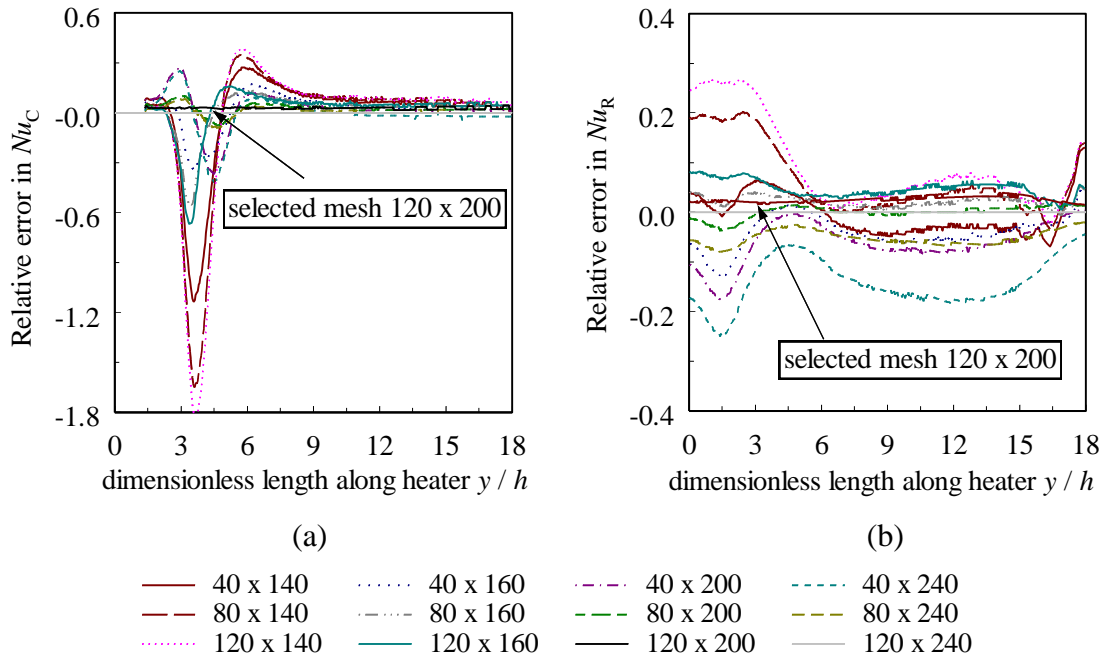 0.6
-0.0
-0.6
-1.2
-1.8
Relative error in NuC
0 3 6 9 12 15 18
dimensionless length along heater y / h
selected mesh 120 x 200
(a)
0.4
0.2
0.0
-0.2
-0.4
Relative error in NuR
0 3 6 9 12 15 18
dimensionless length along heater y / h
selected mesh 120 x 200
(b)
40 x 140 40 x 160 40 x 200 40 x 240
80 x 140 80 x 160 80 x 200 80 x 240
120 x 140 120 x 160 120 x 200 120 x 240